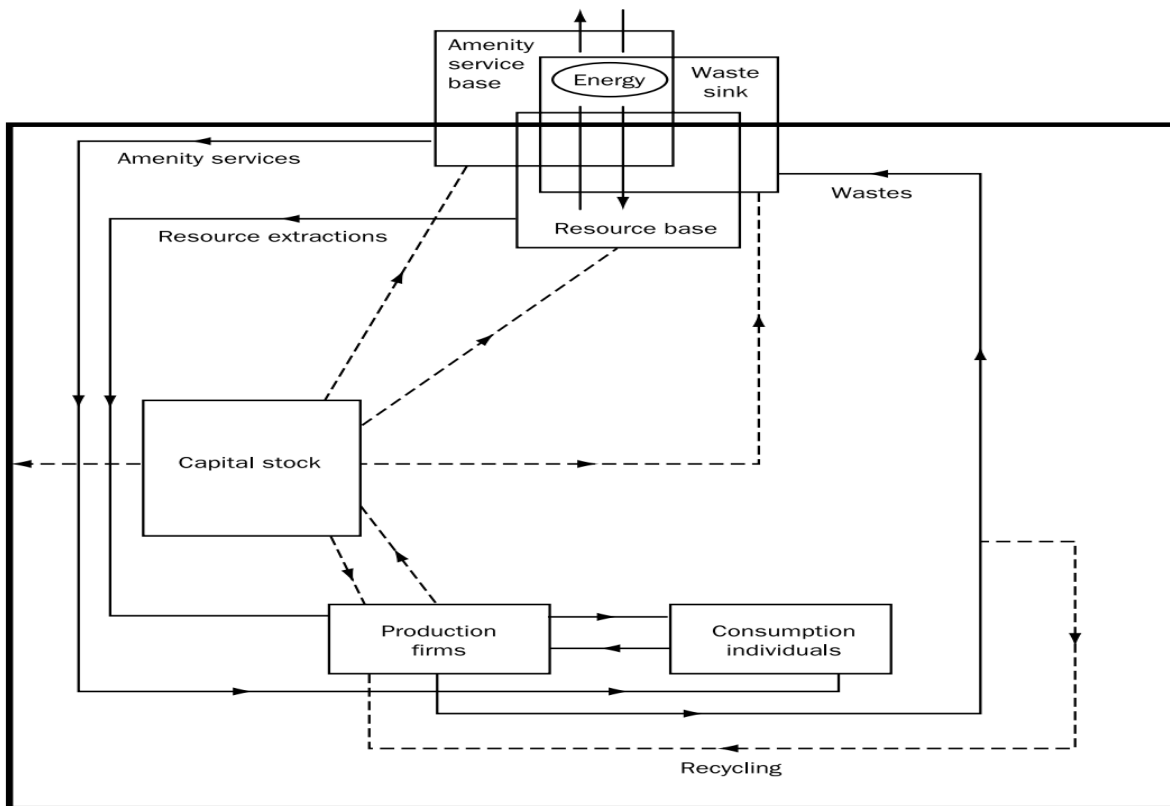 Amenity
service
base
Energy
Waste
sink
Amenity services
Wastes
Resource base
Resource extractions
Capital stock
Production
firms
Consumption
individuals
Recycling